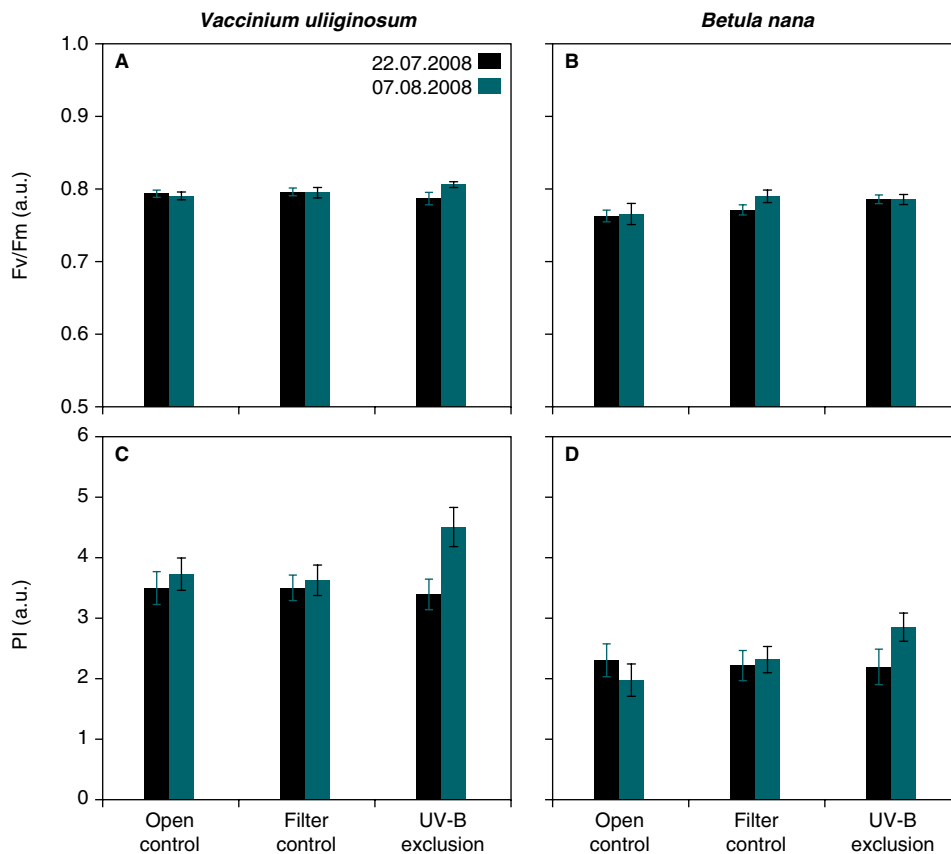 Vaccinium uliiginosum
Betula nana
A
22.07.2008
07.08.2008
B
1.0
0.9
0.8
0.7
0.6
0.5
Fv/Fm (a.u.)
C
D
6
5
4
3
2
1
0
PI (a.u.)
Open
control
Filter
control
UV-B
exclusion
Open
control
Filter
control
UV-B
exclusion